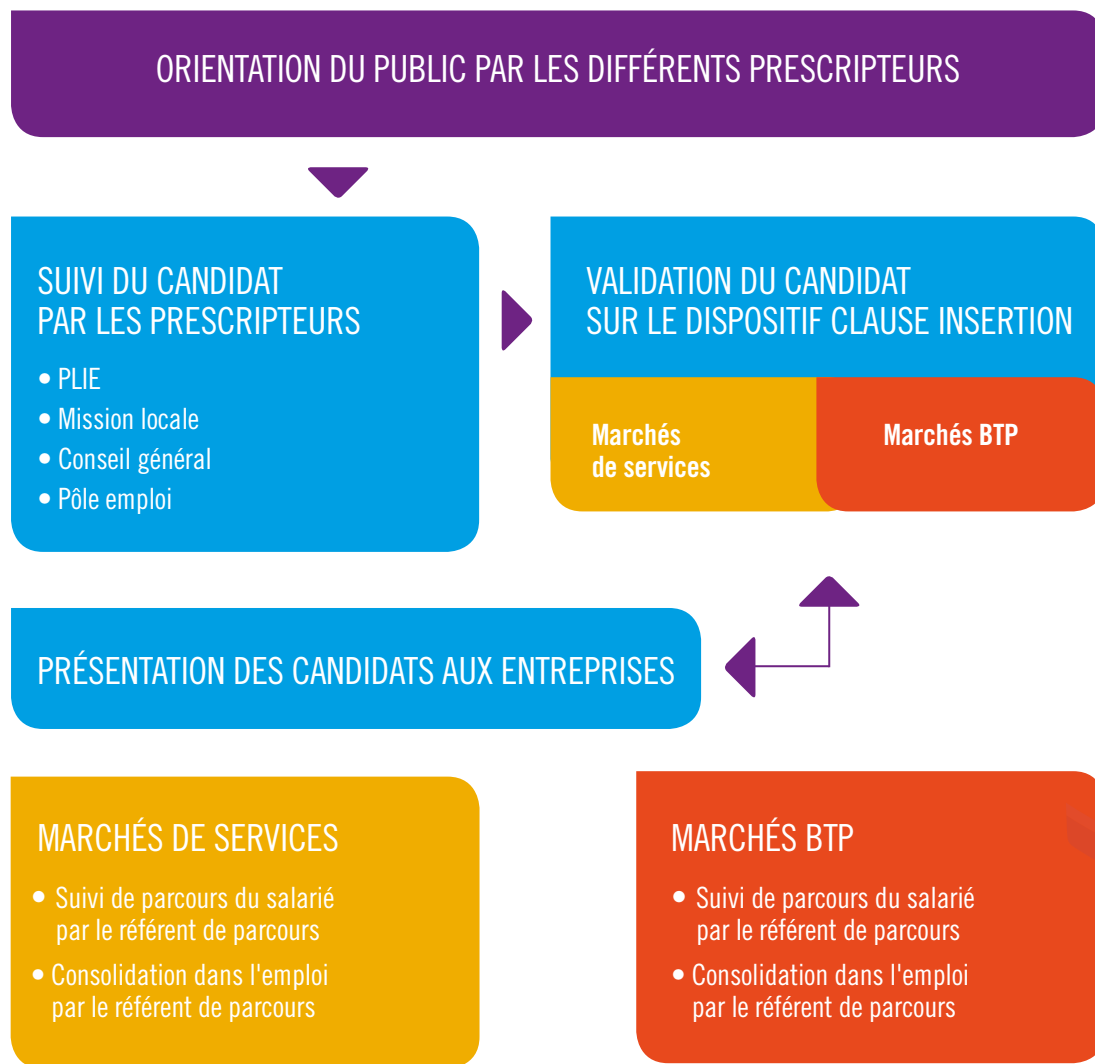 ORIENTATION DU PUBLIC PAR LES DIFFÉRENTS PRESCRIPTEURS
SUIVI DU CANDIDAT
PAR LES PRESCRIPTEURS
• PLIE
• Mission locale
• Conseil général
• Pôle emploi
VALIDATION DU CANDIDAT
SUR LE DISPOSITIF CLAUSE INSERTION
Marchés
de services
Marchés BTP
PRÉSENTATION DES CANDIDATS AUX ENTREPRISES
MARCHÉS DE SERVICES
• Suivi de parcours du salarié
par le référent de parcours
• Consolidation dans l'emploi
par le référent de parcours
MARCHÉS BTP
• Suivi de parcours du salarié
par le référent de parcours
• Consolidation dans l'emploi
par le référent de parcours